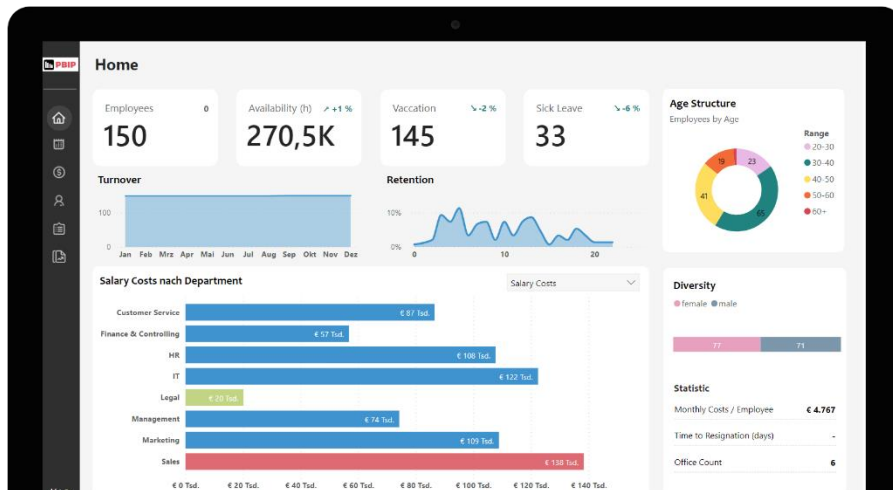 PBIP
Home
Employees 0
150
Availability (h) ↗ +1 %
270,5K
Vaccation ↘ -2 %
145
Sick Leave ↘ -6 %
33
Age Structure
Employees by Age
Range
20-30
30-40
40-50
50-60
60+
19
23
41
65
Turnover
100
0
Jan Feb Mrz Apr Mai Jun Jul Aug Sep Okt Nov Dez
Retention
10%
0%
0 10 20
Salary Costs nach Department
Salary Costs
Customer Service € 87 Tsd.
Finance & Controlling € 57 Tsd.
HR € 108 Tsd.
IT € 122 Tsd.
Legal € 20 Tsd.
Management € 74 Tsd.
Marketing € 109 Tsd.
Sales € 138 Tsd.
€ 0 Tsd. € 20 Tsd. € 40 Tsd. € 60 Tsd. € 80 Tsd. € 100 Tsd. € 120 Tsd. € 140 Tsd.
Diversity
female male
77 71
Statistic
Monthly Costs / Employee € 4.767
Time to Resignation (days) -
Office Count 6